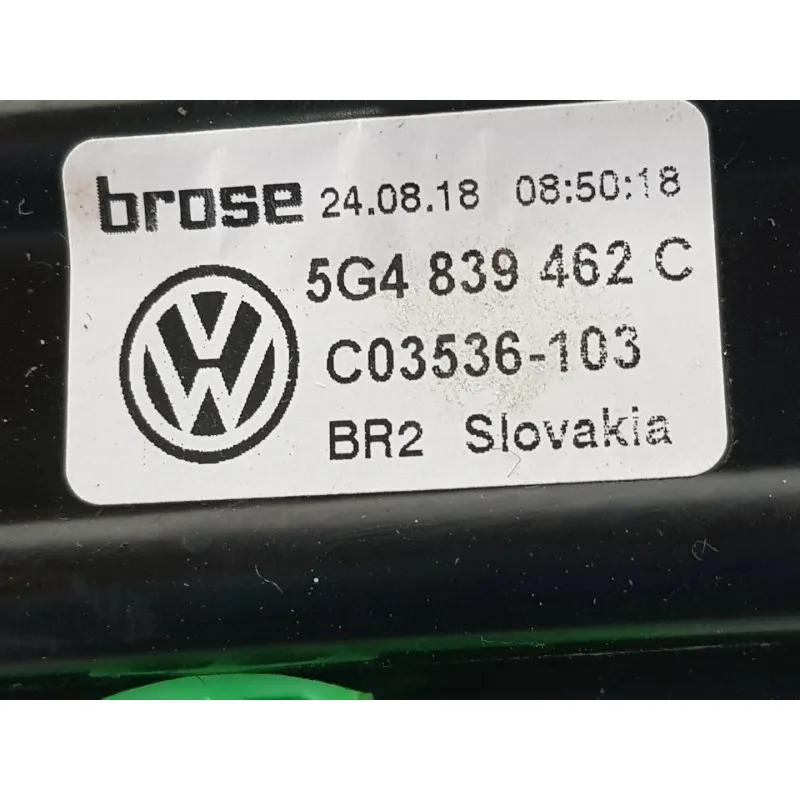 brose 24.08.18 08:50:18
5G4 839 462 C
C03536-103
BR2 Slovakia